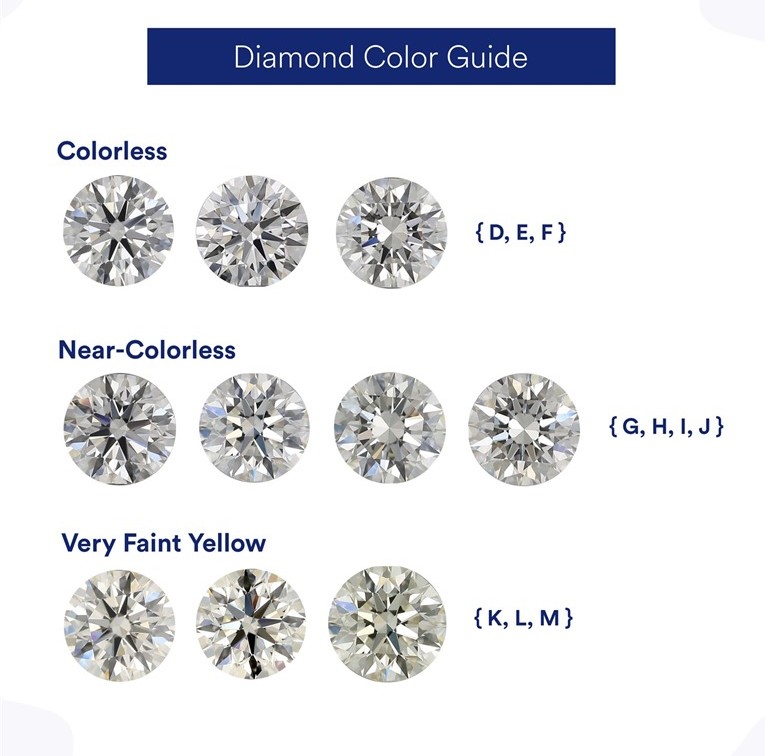 Diamond Color Guide
Colorless
{ D, E, F }
Near-Colorless
{ G, H, I, J }
Very Faint Yellow
{ K, L, M }